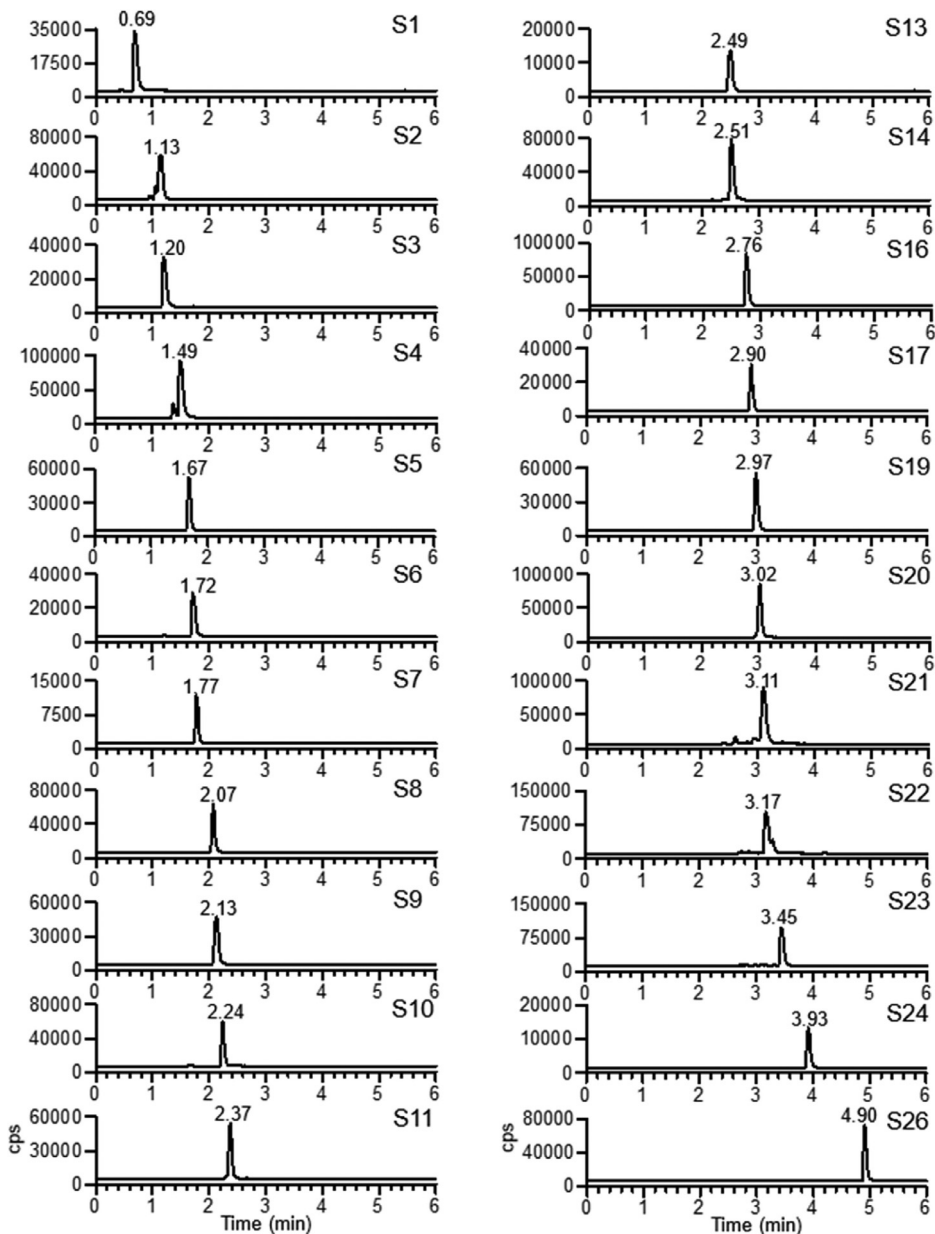 S1
0.69
35000
17500
0
0 1 2 3 4 5 6
S2
1.13
80000
40000
0
0 1 2 3 4 5 6
S3
1.20
40000
20000
0
0 1 2 3 4 5 6
S4
1.49
100000
50000
0
0 1 2 3 4 5 6
S5
1.67
60000
30000
0
0 1 2 3 4 5 6
S6
1.72
40000
20000
0
0 1 2 3 4 5 6
S7
1.77
15000
7500
0
0 1 2 3 4 5 6
S8
2.07
80000
40000
0
0 1 2 3 4 5 6
S9
2.13
60000
30000
0
0 1 2 3 4 5 6
S10
2.24
80000
40000
0
0 1 2 3 4 5 6
S11
2.37
60000
30000
0
cps
0 1 2 3 4 5 6
Time (min)
S13
2.49
20000
10000
0
0 1 2 3 4 5 6
S14
2.51
80000
40000
0
0 1 2 3 4 5 6
S16
2.76
100000
50000
0
0 1 2 3 4 5 6
S17
2.90
40000
20000
0
0 1 2 3 4 5 6
S19
2.97
60000
30000
0
0 1 2 3 4 5 6
S20
3.02
100000
50000
0
0 1 2 3 4 5 6
S21
3.11
100000
50000
0
0 1 2 3 4 5 6
S22
3.17
150000
75000
0
0 1 2 3 4 5 6
S23
3.45
150000
75000
0
0 1 2 3 4 5 6
S24
3.93
20000
10000
0
0 1 2 3 4 5 6
S26
4.90
80000
40000
0
cps
0 1 2 3 4 5 6
Time (min)